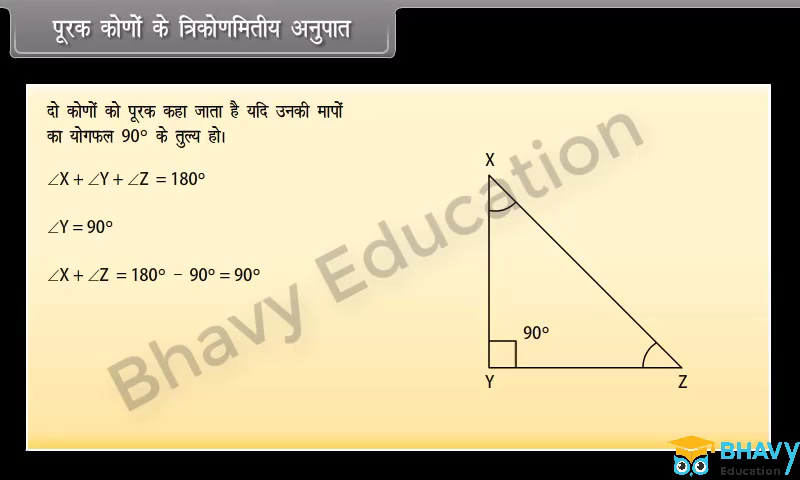 पूरक कोणों के त्रिकोणमितीय अनुपात
दो कोणों को पूरक कहा जाता है यदि उनकी मापों
का योगफल 90° के तुल्य हो।
∠X + ∠Y + ∠Z = 180°
∠Y = 90°
∠X + ∠Z = 180° − 90° = 90°
X
90°
Y
Z
Bhavy Education
BHAVY
Education